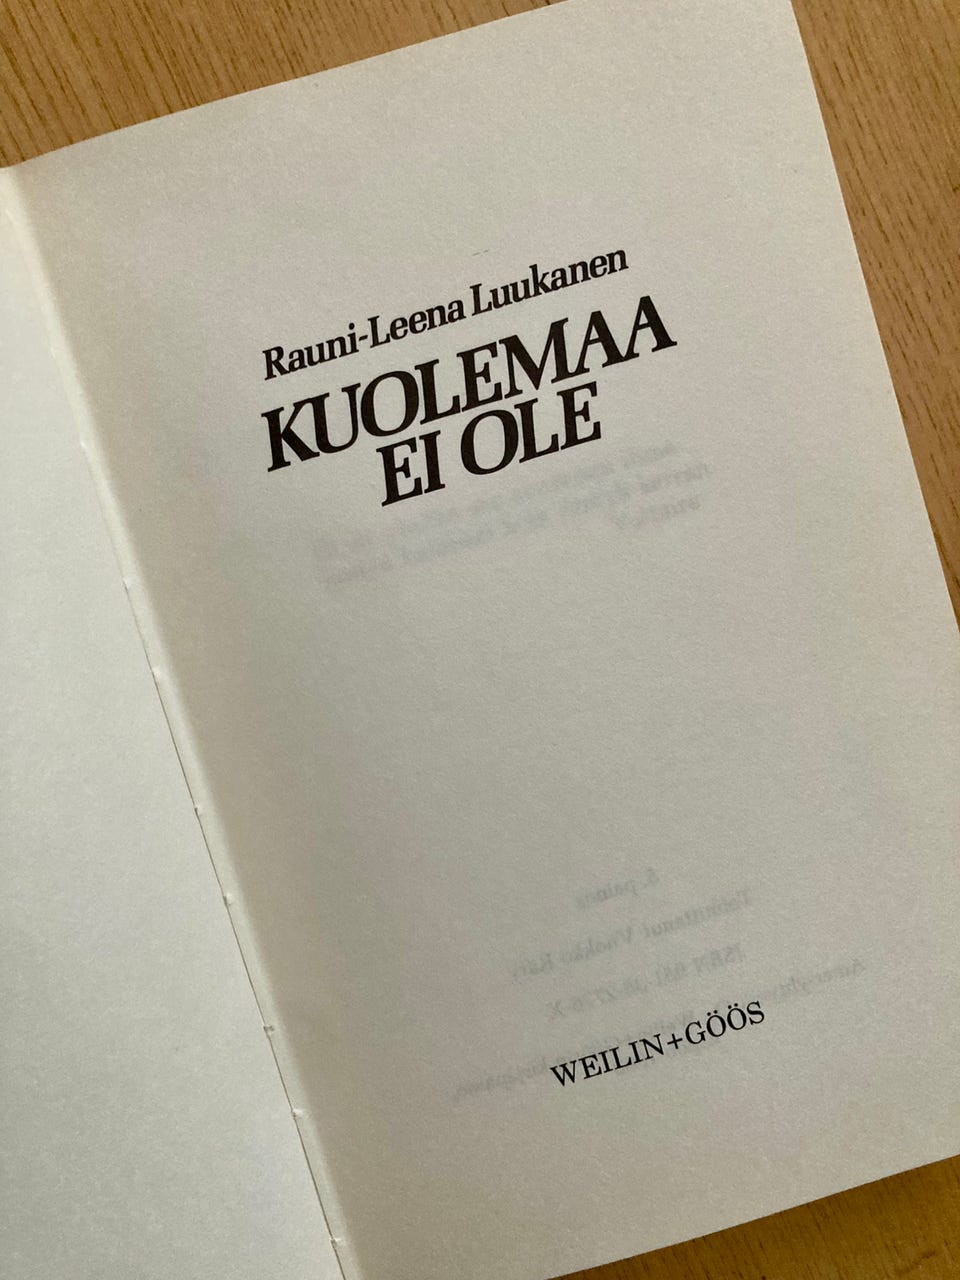 Rauni-Leena Luukanen
KUOLEMAA
EI OLE
WEILIN+GÖÖS